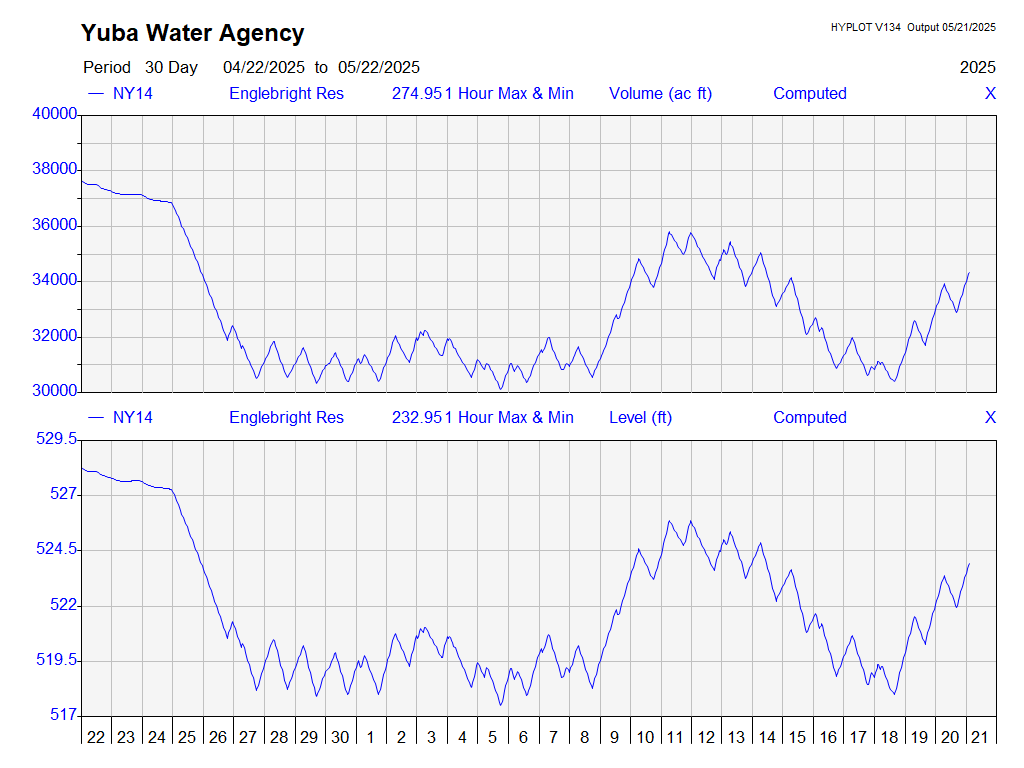 Yuba Water Agency
HYPLOT V134 Output 05/21/2025
Period 30 Day 04/22/2025 to 05/22/2025 2025
NY14 Englebright Res 274.951 Hour Max & Min Volume (ac ft) Computed X
40000
38000
36000
34000
32000
30000
NY14 Englebright Res 232.951 Hour Max & Min Level (ft) Computed X
529.5
527
524.5
522
519.5
517
22 23 24 25 26 27 28 29 30 1 2 3 4 5 6 7 8 9 10 11 12 13 14 15 16 17 18 19 20 21